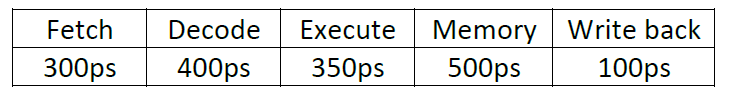 Fetch Decode Execute Memory Write back
300ps 400ps 350ps 500ps 100ps